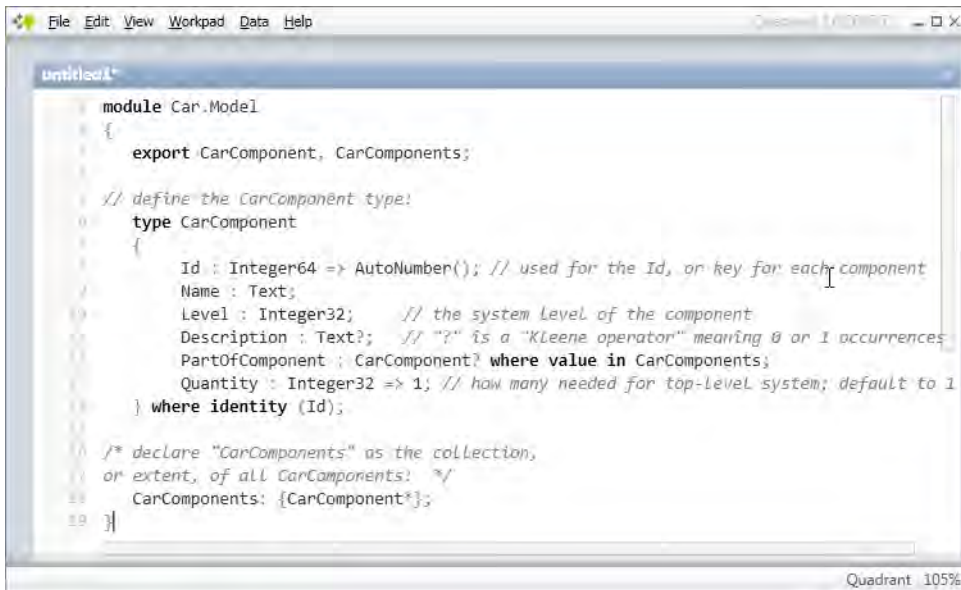 File Edit View Workpad Data Help
untitled1*
module Car.Model
{
export CarComponent, CarComponents;
// define the CarComponent type:
type CarComponent
{
Id : Integer64 => AutoNumber(); // used for the Id, or key for each component
Name : Text;
Level : Integer32; // the system level of the component
Description : Text?; // "?" is a "Kleene operator" meaning 0 or 1 occurrences
PartOfComponent : CarComponent? where value in CarComponents;
Quantity : Integer32 => 1; // how many needed for top-level system; default to 1
} where identity (Id);
/* declare "CarComponents" as the collection,
or extent, of all CarComponents: */
CarComponents: {CarComponent*};
19 }
Quadrant 105%